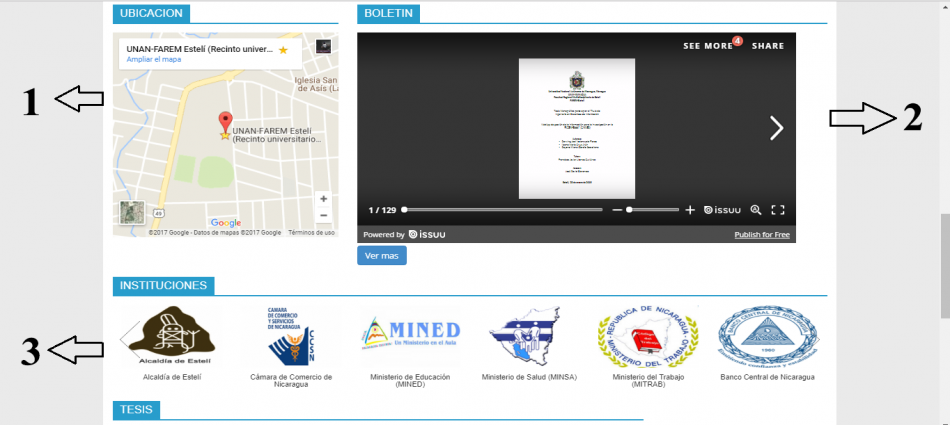 UBICACION
BOLETIN
UNAN-FAREM Estelí (Recinto univer...
Ampliar el mapa
Iglesia San
de Asís (La
UNAN-FAREM Estelí
(Recinto universitario...
49
+
−
Google
©2017 Google - Datos de mapas ©2017 Google Términos de uso
1
SEE MORE 4 SHARE
1 / 129
issuu
Powered by issuu
Publish for Free
2
Ver mas
INSTITUCIONES
3
Alcaldía de Estelí
CAMARA
DE COMERCIO
Y SERVICIOS
DE NICARAGUA
CCSN
MINED
Un Ministerio en el Aula
REPUBLICA DE NICARAGUA
MINISTERIO DEL TRABAJO
BANCO CENTRAL DE NICARAGUA
1960
Alcaldía de Estelí
Cámara de Comercio de
Nicaragua
Ministerio de Educación
(MINED)
Ministerio de Salud (MINSA)
Ministerio del Trabajo
(MITRAB)
Banco Central de Nicaragua
TESIS